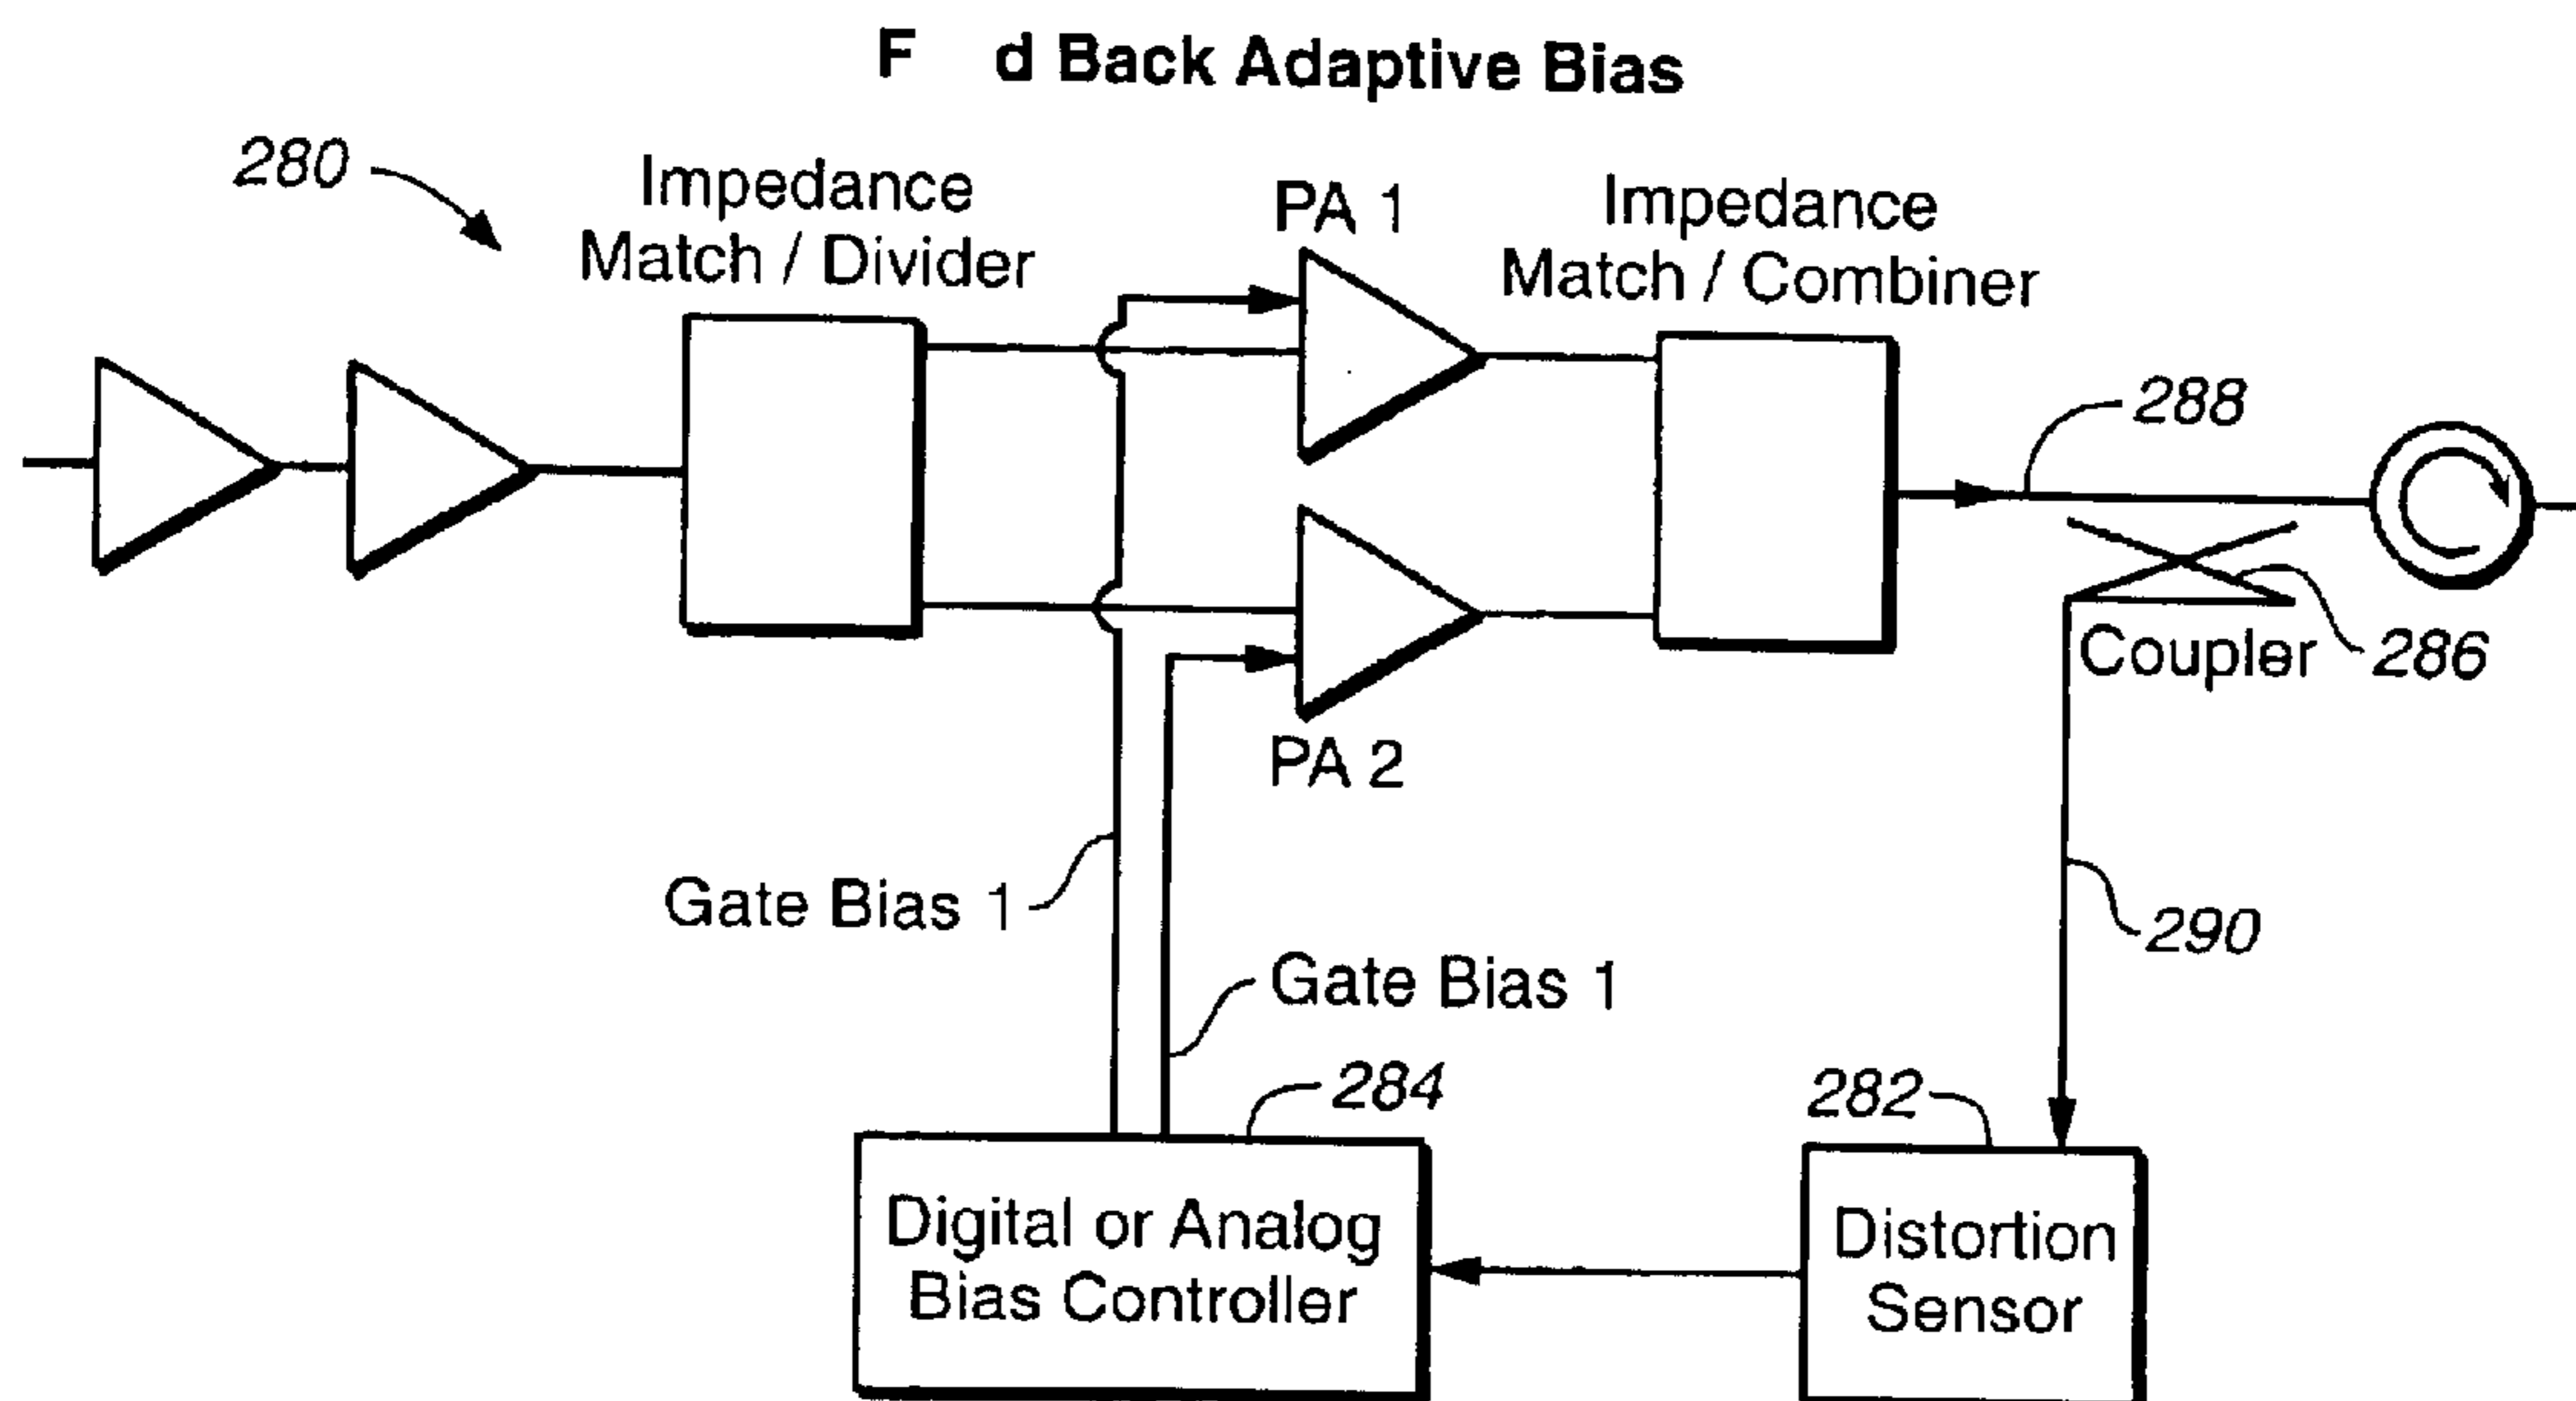 F d Back Adaptive Bias
280
Impedance
Match / Divider
PA 1
Impedance
Match / Combiner
288
Coupler
286
PA 2
Gate Bias 1
290
Gate Bias 1
284
282
Digital or Analog
Bias Controller
Distortion
Sensor